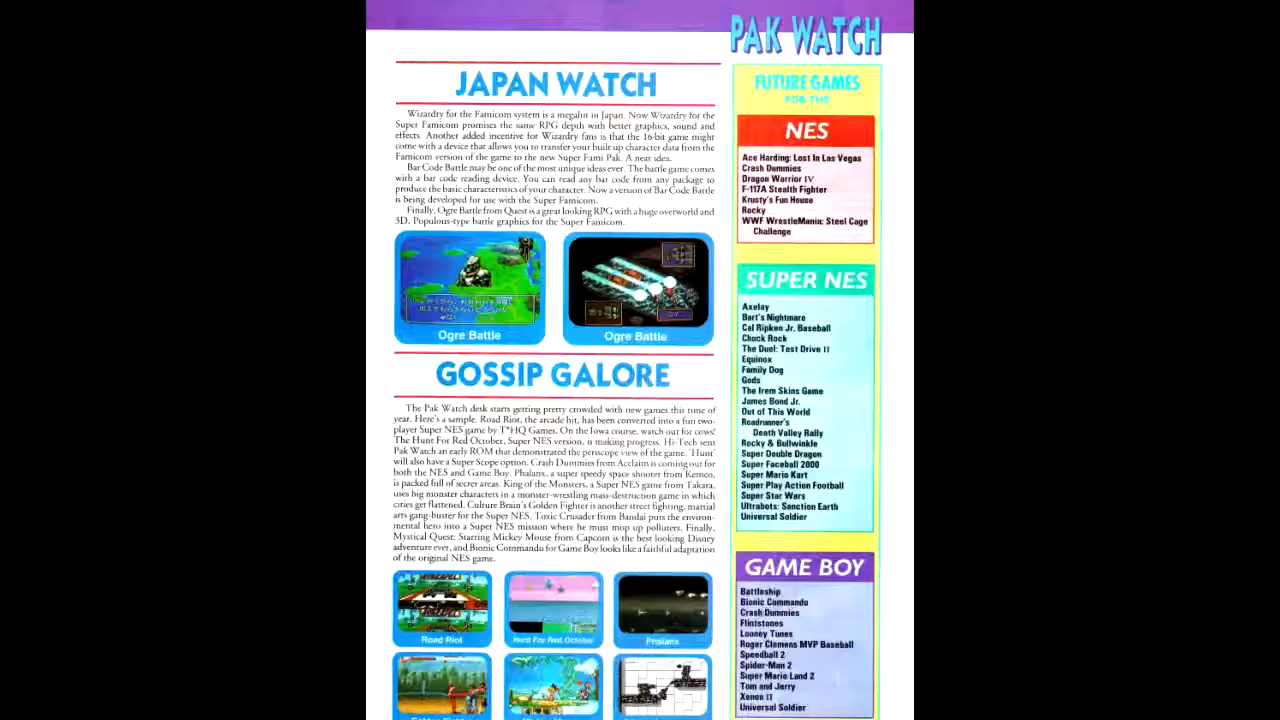 PAK WATCH
JAPAN WATCH
Wizardry for the Famicom system is a megahit in Japan. Now Wizardry for the
Super Famicom promises the same RPG depth with better graphics, sound and
effects. Another added incentive for Wizardry fans is that the 16-bit game might
come with a device that allows you to transfer your built up character data from the
Famicom version of the game to the new Super Fami Pak. A neat idea.
Bar Code Battle may be one of the most unique ideas ever. The battle game comes
with a bar code reading device. You can read any bar code from any package to
produce the basic characteristics of your character. Now a version of Bar Code Battle
is being developed for use with the Super Famicom.
Finally, Ogre Battle from Quest is a great looking RPG with a huge overworld and
3D. Populous-type battle graphics for the Super Famicom.
Ogre Battle
Ogre Battle
GOSSIP GALORE
The Pak Watch desk starts getting pretty crowded with new games this time of
year. Here's a sample. Road Riot, the arcade hit, has been converted into a fun two-
player Super NES game by T*HQ Games. On the Iowa course, watch out for cows!
The Hunt For Red October, Super NES version, is making progress. Hi-Tech sent
Pak Watch an early ROM that demonstrated the periscope view of the game. 'Hunt'
will also have a Super Scope option. Crash Dummies from Acclaim is coming out for
both the NES and Game Boy. Phalanx, a super speedy space shooter from Kemco,
is packed full of secret areas. King of the Monsters, a Super NES game from Takara,
uses big monster characters in a monster-wrestling mass-destruction game in which
cities get flattened. Culture Brain's Golden Fighter is another street fighting, martial
arts gang-buster for the Super NES. Toxic Crusader from Bandai puts the environ-
mental hero into a Super NES mission where he must mop up polluters. Finally,
Mystical Quest: Starring Mickey Mouse from Capcom is the best looking Disney
adventure ever, and Bionic Commando for Game Boy looks like a faithful adaptation
of the original NES game.
Road Riot
Hunt For Red October
Phalanx
FUTURE GAMES
FOR THE
NES
Ace Harding: Lost In Las Vegas
Crash Dummies
Dragon Warrior IV
F-117A Stealth Fighter
Krusty's Fun House
Rocky
WWF WrestleMania: Steel Cage
Challenge
SUPER NES
Axelay
Bart's Nightmare
Cal Ripken Jr. Baseball
Chuck Rock
The Duel: Test Drive II
Equinox
Family Dog
Gods
The Irem Skins Game
James Bond Jr.
Out of This World
Roadrunner's
Death Valley Rally
Rocky & Bullwinkle
Super Double Dragon
Super Faceball 2000
Super Mario Kart
Super Play Action Football
Super Star Wars
Ultrabots: Sanction Earth
Universal Soldier
GAME BOY
Battleship
Bionic Commando
Crash Dummies
Flintstones
Looney Tunes
Roger Clemens MVP Baseball
Speedball 2
Spider-Man 2
Super Mario Land 2
Tom and Jerry
Xenon II
Universal Soldier